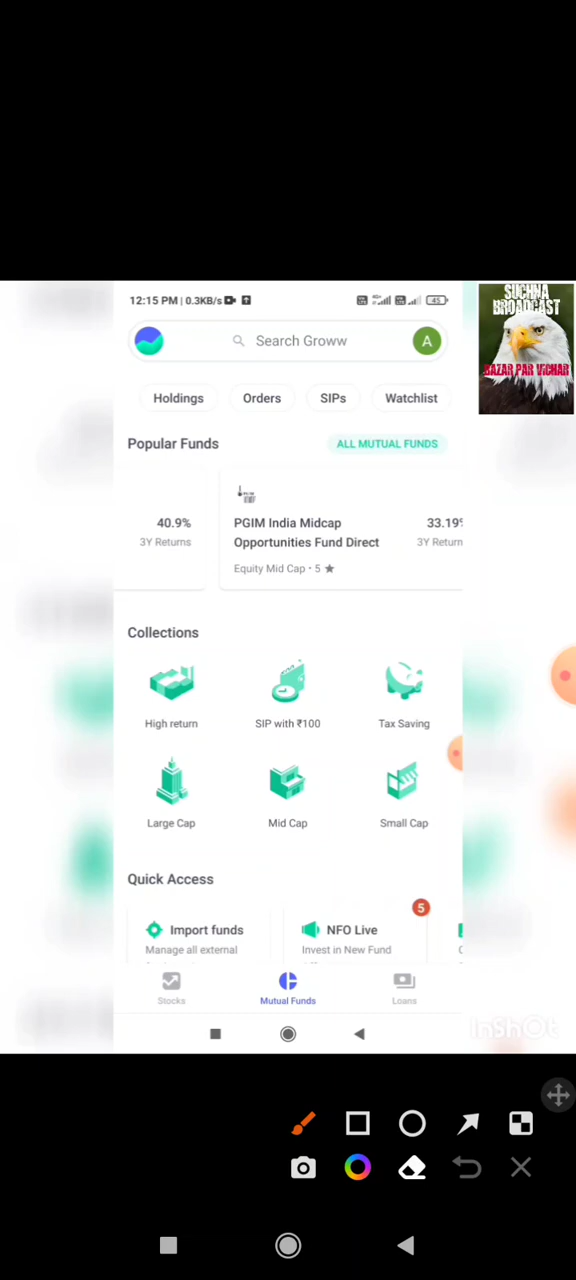 SUCHNA
BROADCAST
BAZAR PAR VICHAR
12:15 PM | 0.3KB/s
45
Search Groww
A
Holdings
Orders
SIPs
Watchlist
Popular Funds
ALL MUTUAL FUNDS
40.9%
3Y Returns
PGIM India Midcap
Opportunities Fund Direct
33.19
3Y Return
Equity Mid Cap • 5 ★
Collections
High return
SIP with ₹100
Tax Saving
Large Cap
Mid Cap
Small Cap
Quick Access
5
Import funds
Manage all external
NFO Live
Invest in New Fund
Stocks
Mutual Funds
Loans
InShOt